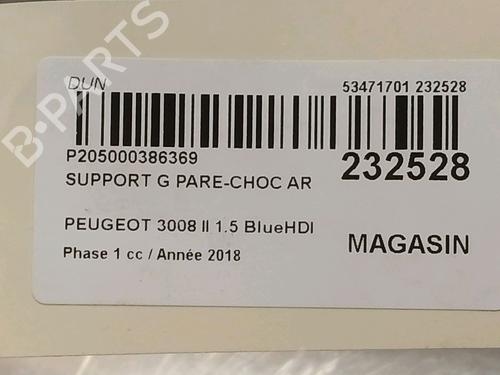 DUN
53471701 232528
P205000386369
232528
SUPPORT G PARE-CHOC AR
PEUGEOT 3008 II 1.5 BlueHDI
MAGASIN
Phase 1 cc / Année 2018
B-PARTS